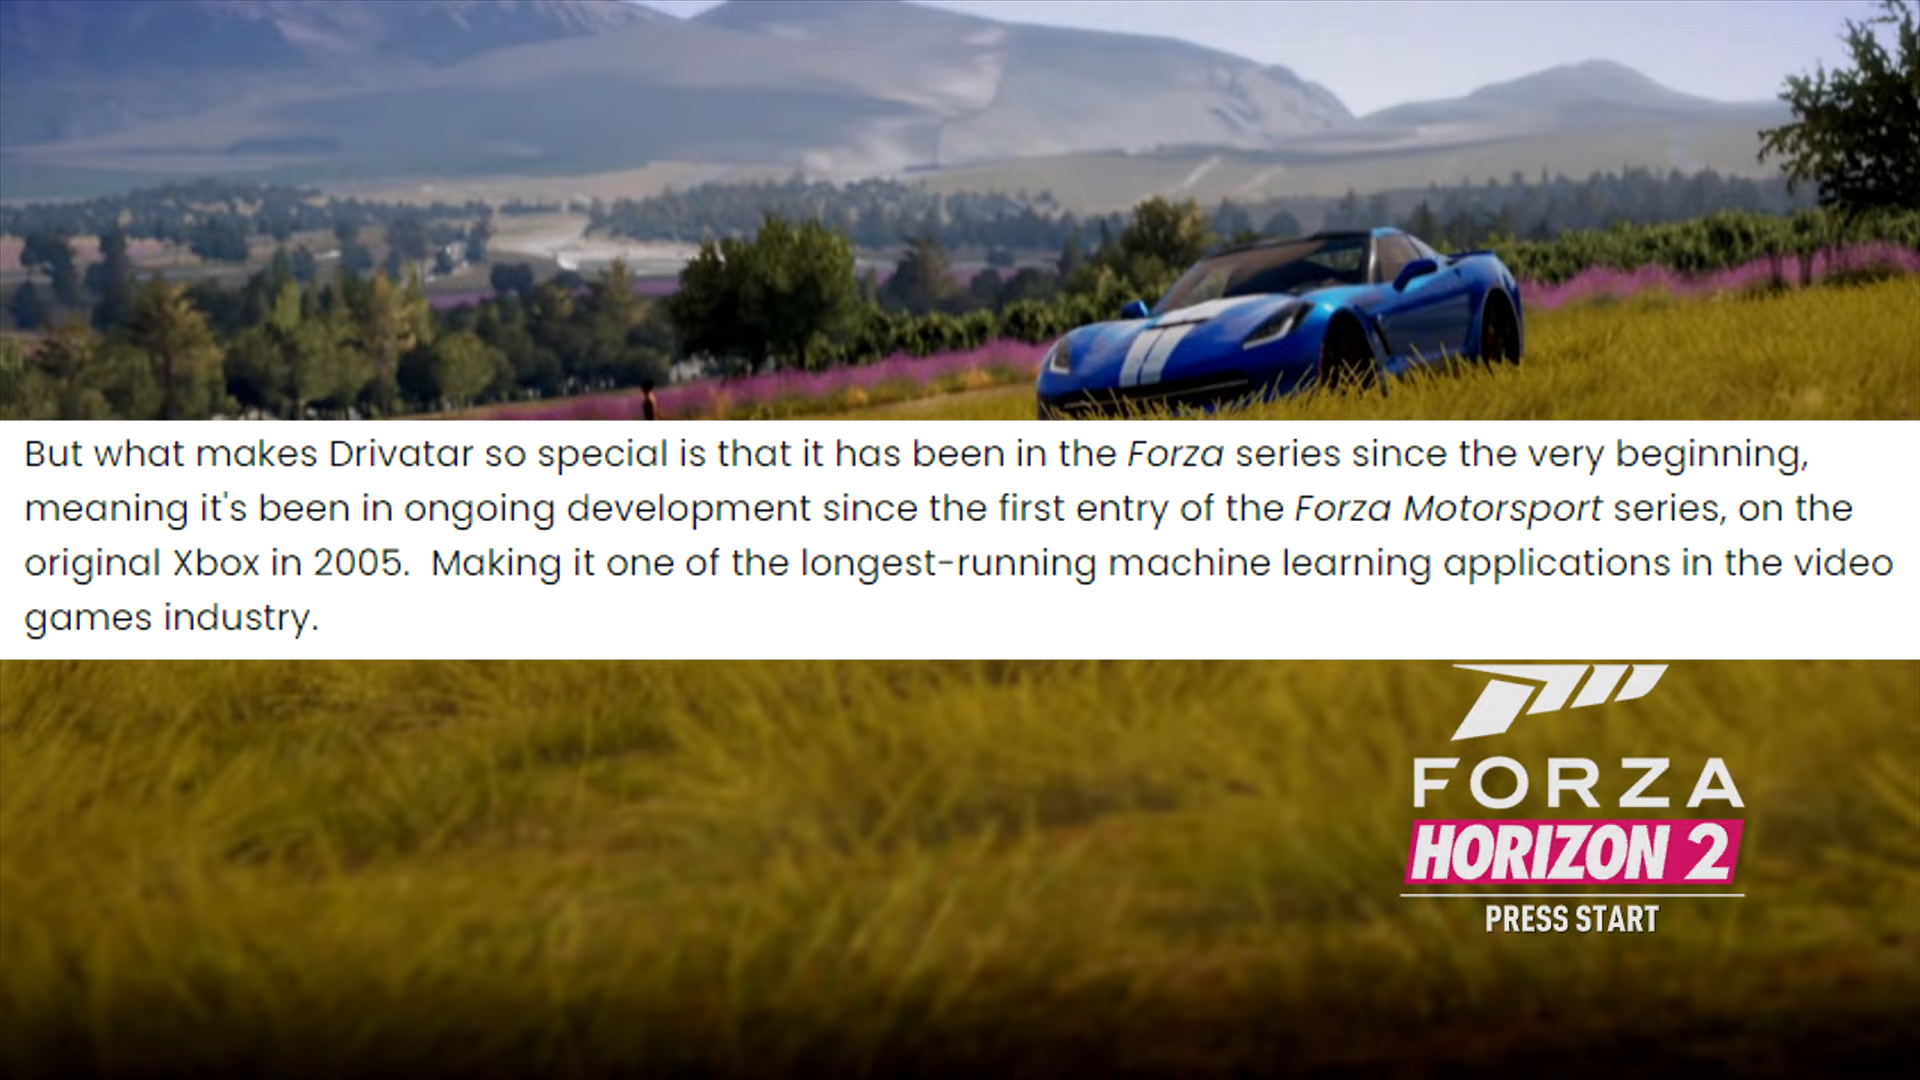 But what makes Drivatar so special is that it has been in the Forza series since the very beginning,
meaning it's been in ongoing development since the first entry of the Forza Motorsport series, on the
original Xbox in 2005.  Making it one of the longest-running machine learning applications in the video
games industry.
FORZA
HORIZON 2
PRESS START